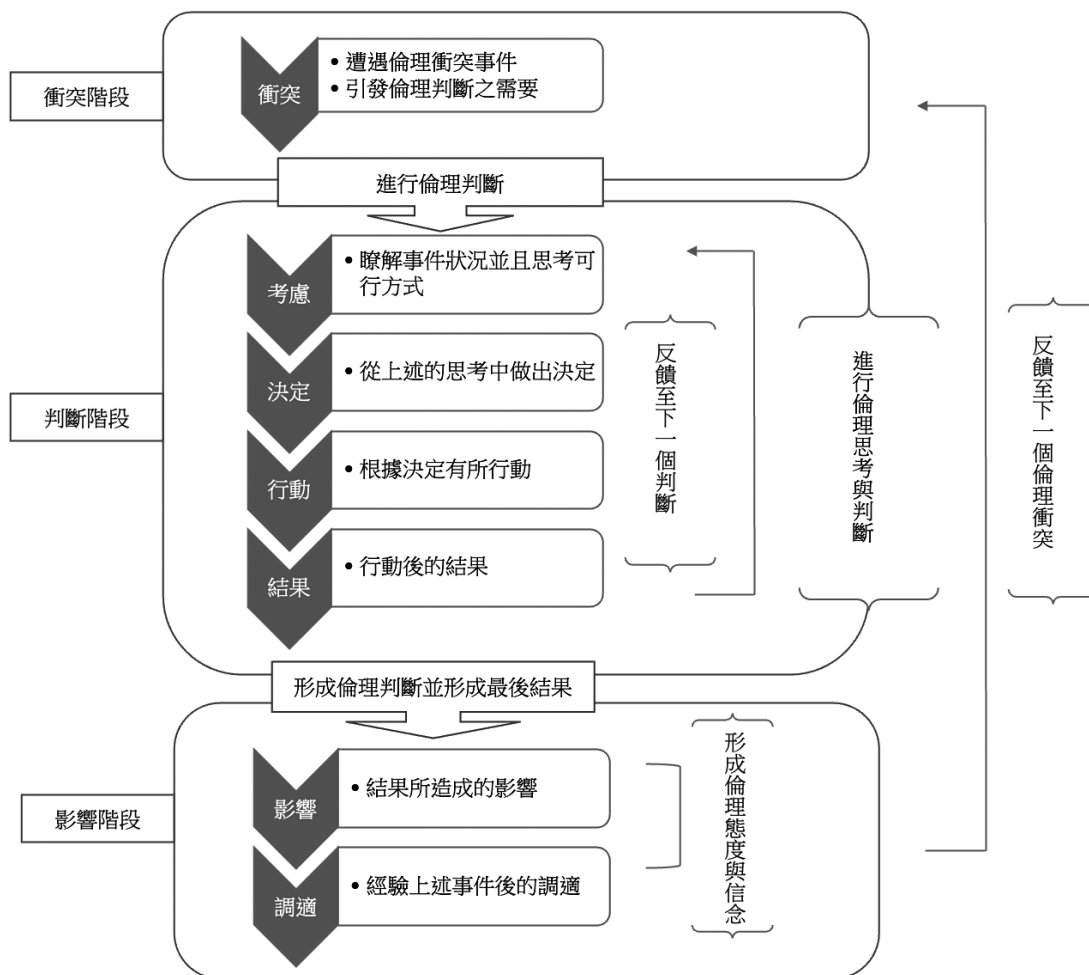 衝突階段
衝突
• 遭遇倫理衝突事件
• 引發倫理判斷之需要
進行倫理判斷
判斷階段
考慮
• 瞭解事件狀況並且思考可
行方式
決定
• 從上述的思考中做出決定
行動
• 根據決定有所行動
結果
• 行動後的結果
反饋至下一個判斷
進行倫理思考與判斷
反饋至下一個倫理衝突
形成倫理判斷並形成最後結果
影響階段
影響
• 結果所造成的影響
調適
• 經驗上述事件後的調適
形成倫理態度與信念